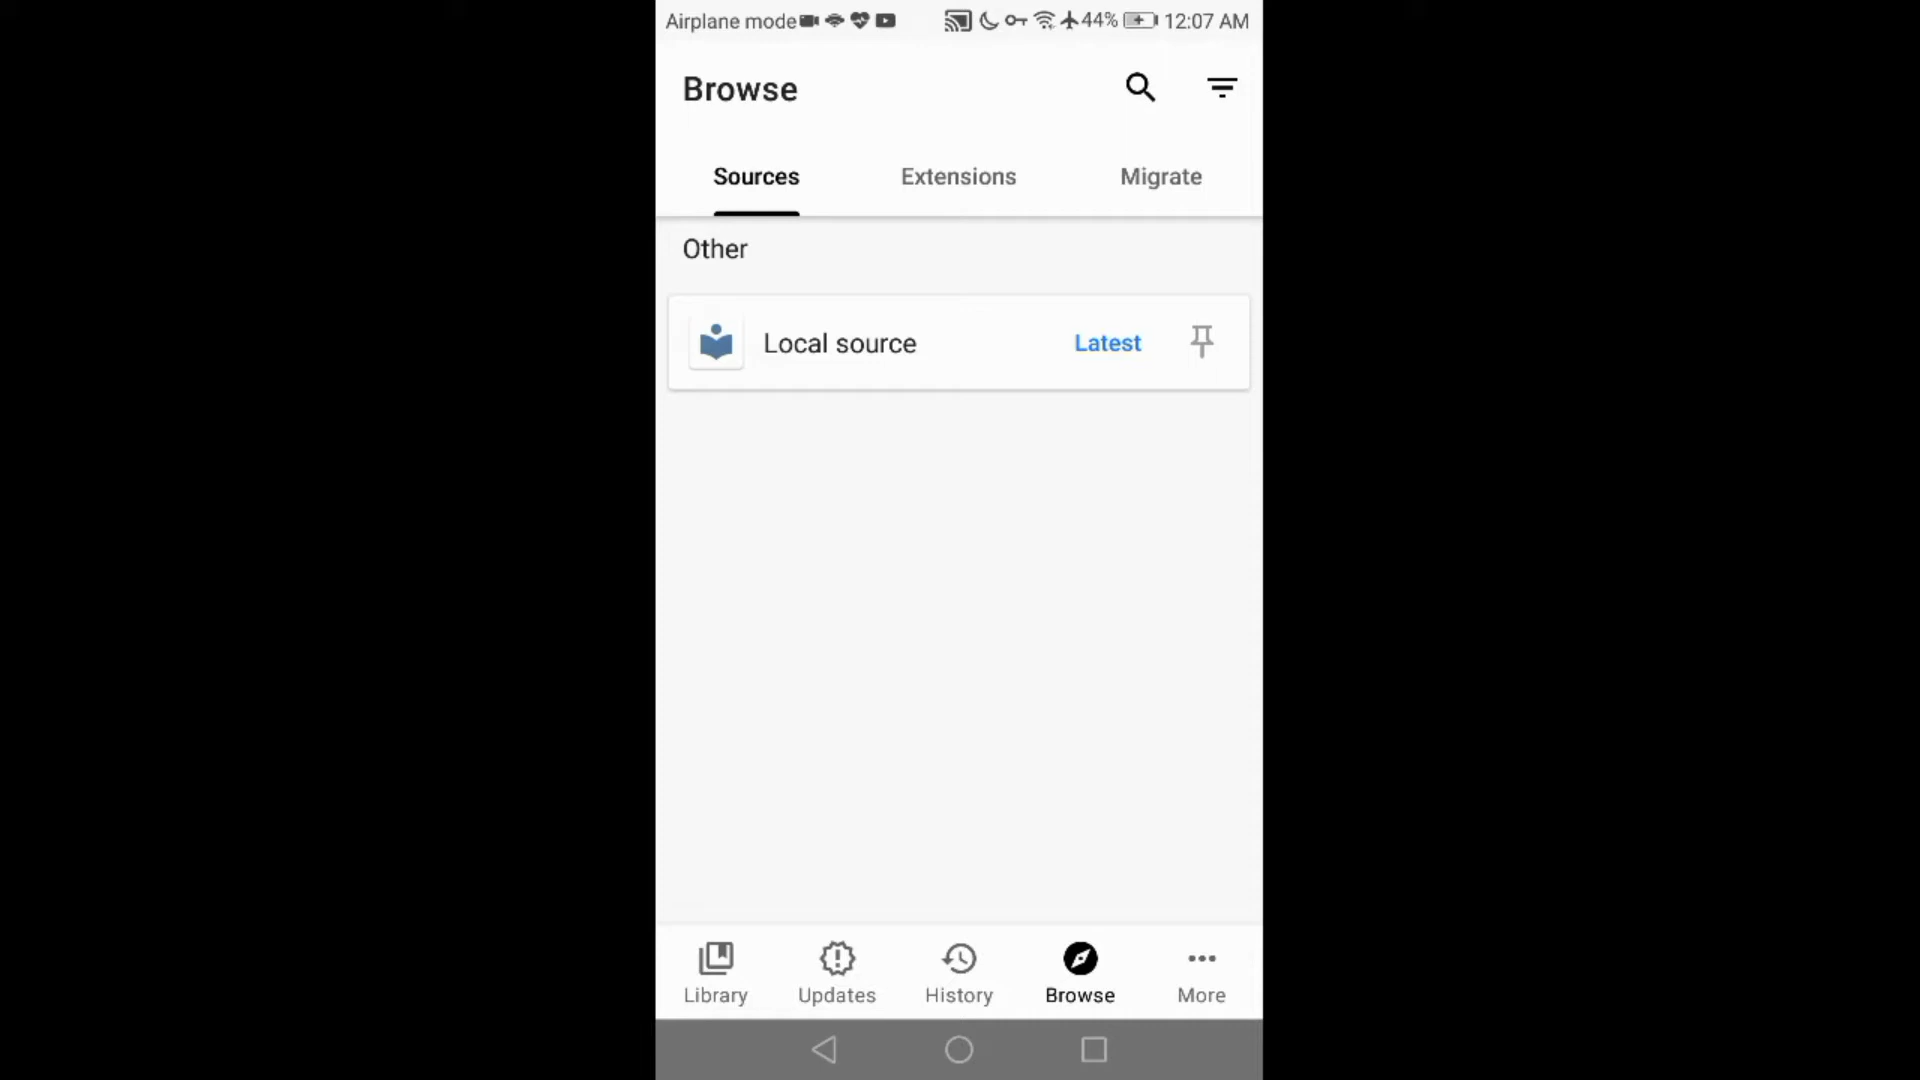 Airplane mode 44% 12:07 AM
Browse
Sources Extensions Migrate
Other
Local source Latest
Library Updates History Browse More